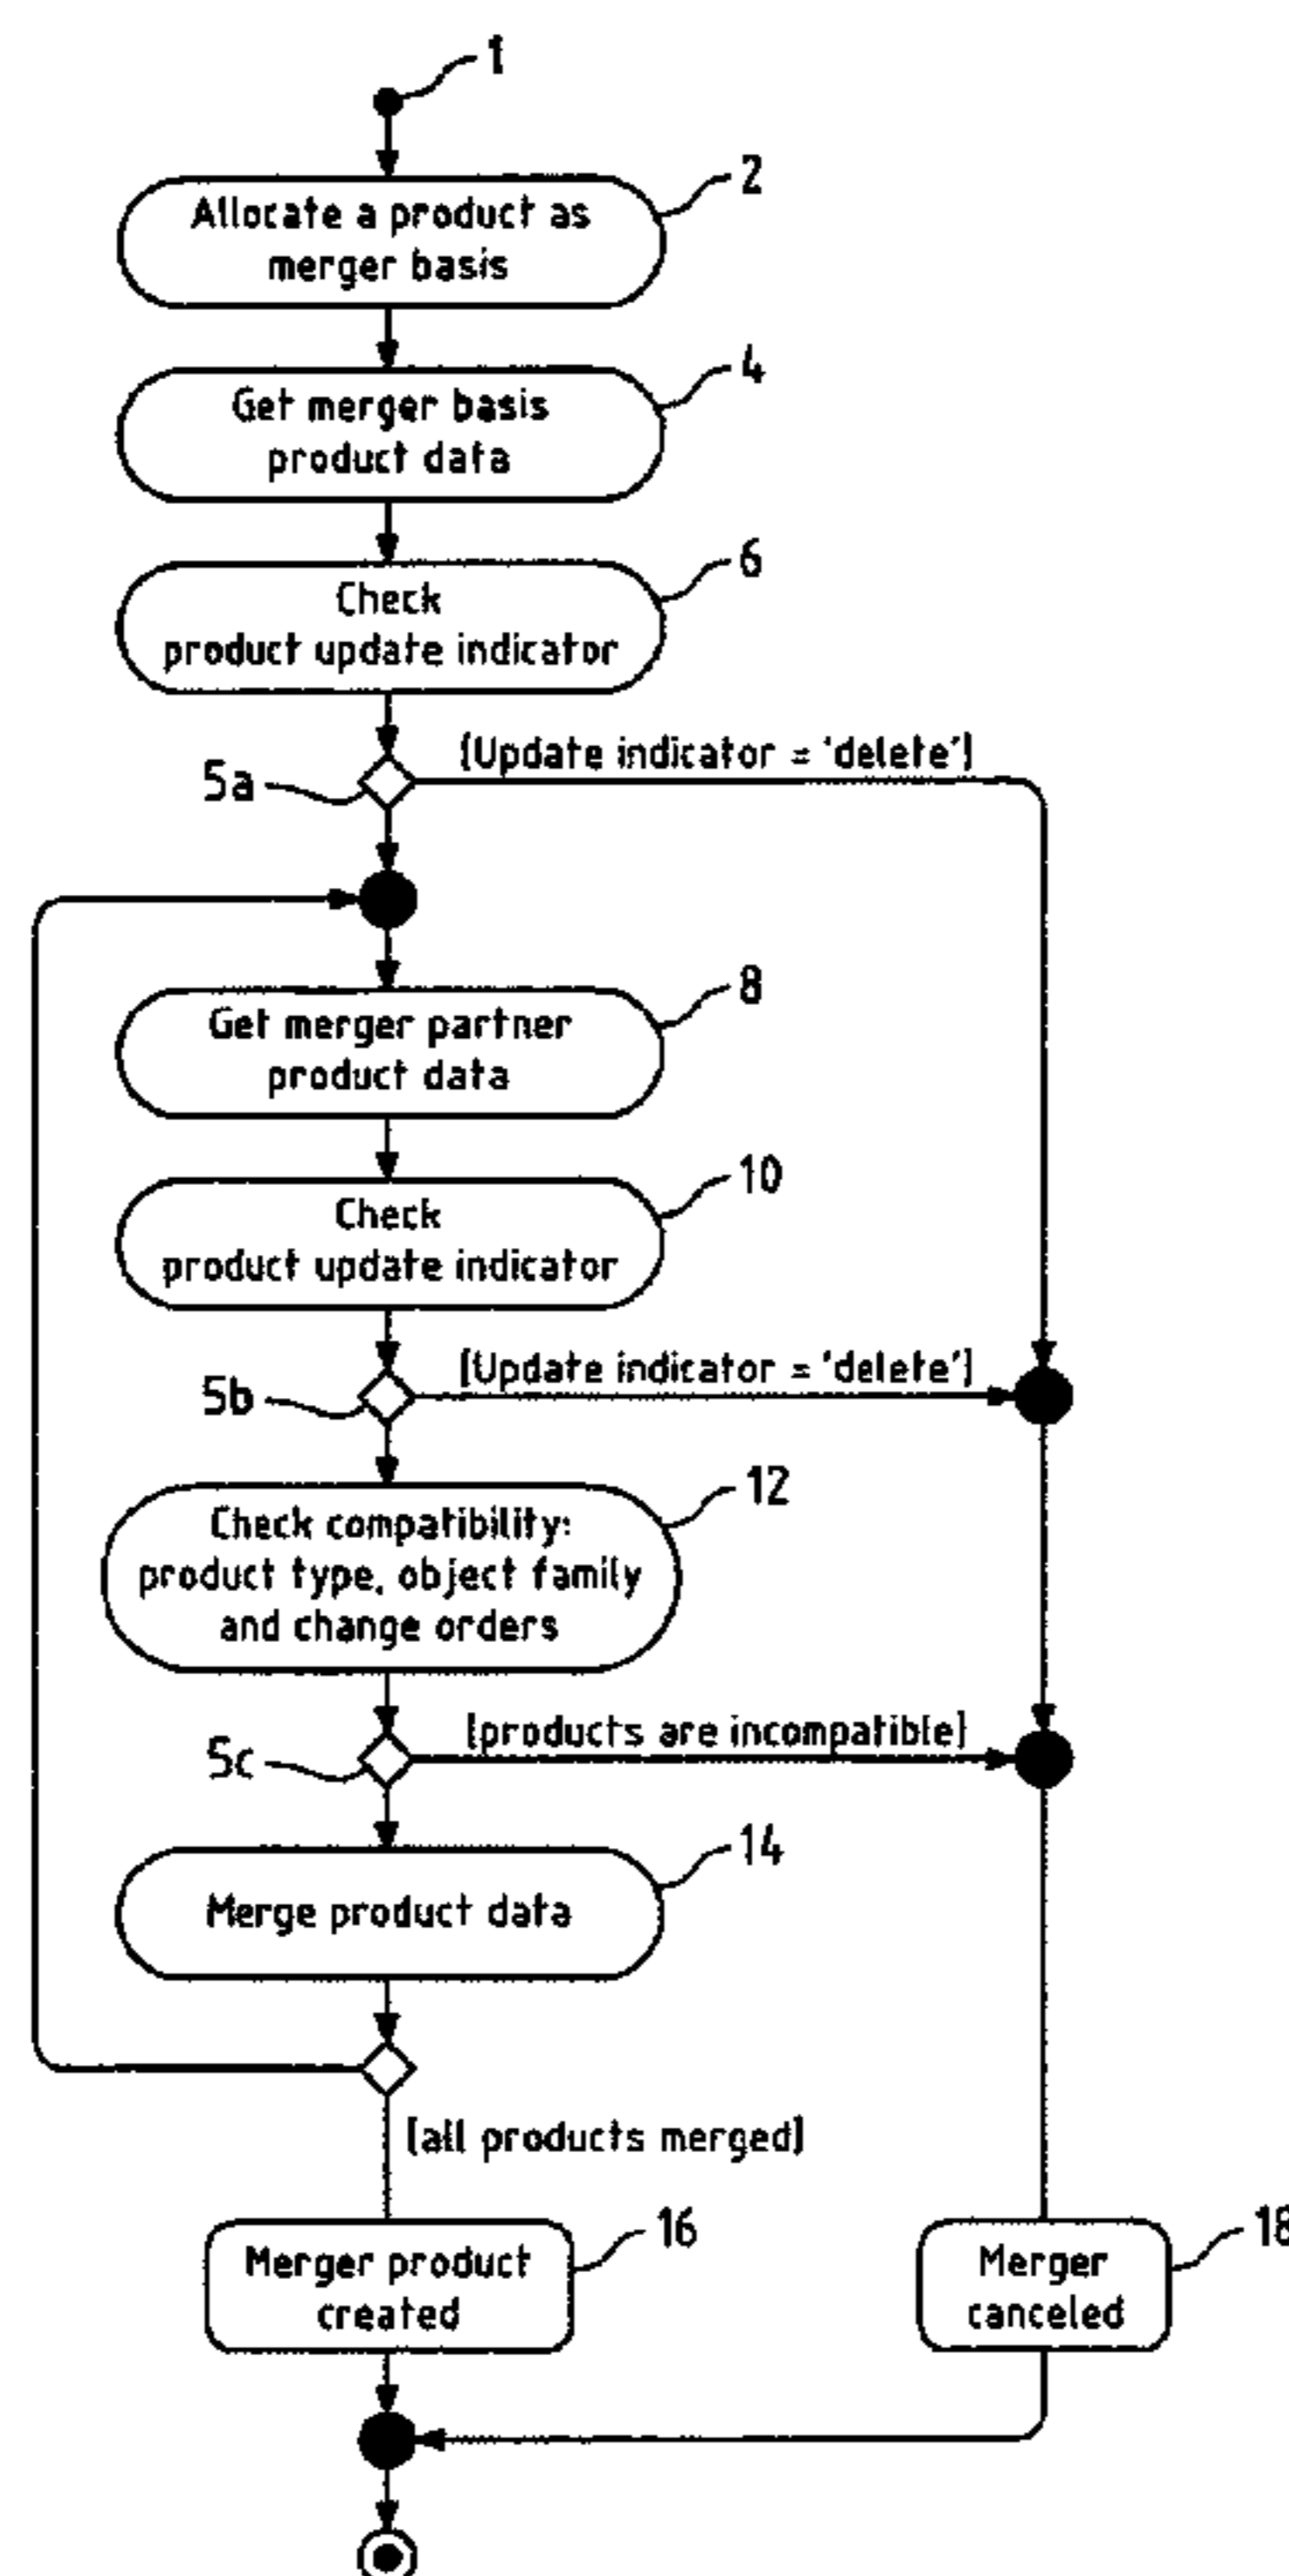 1
2
Allocate a product as
merger basis
4
Get merger basis
product data
6
Check
product update indicator
[Update indicator = 'delete']
5a
8
Get merger partner
product data
10
Check
product update indicator
[Update indicator = 'delete']
5b
12
Check compatibility:
product type, object family
and change orders
[products are incompatible]
5c
14
Merge product data
[all products merged]
16
Merger product
created
18
Merger
canceled